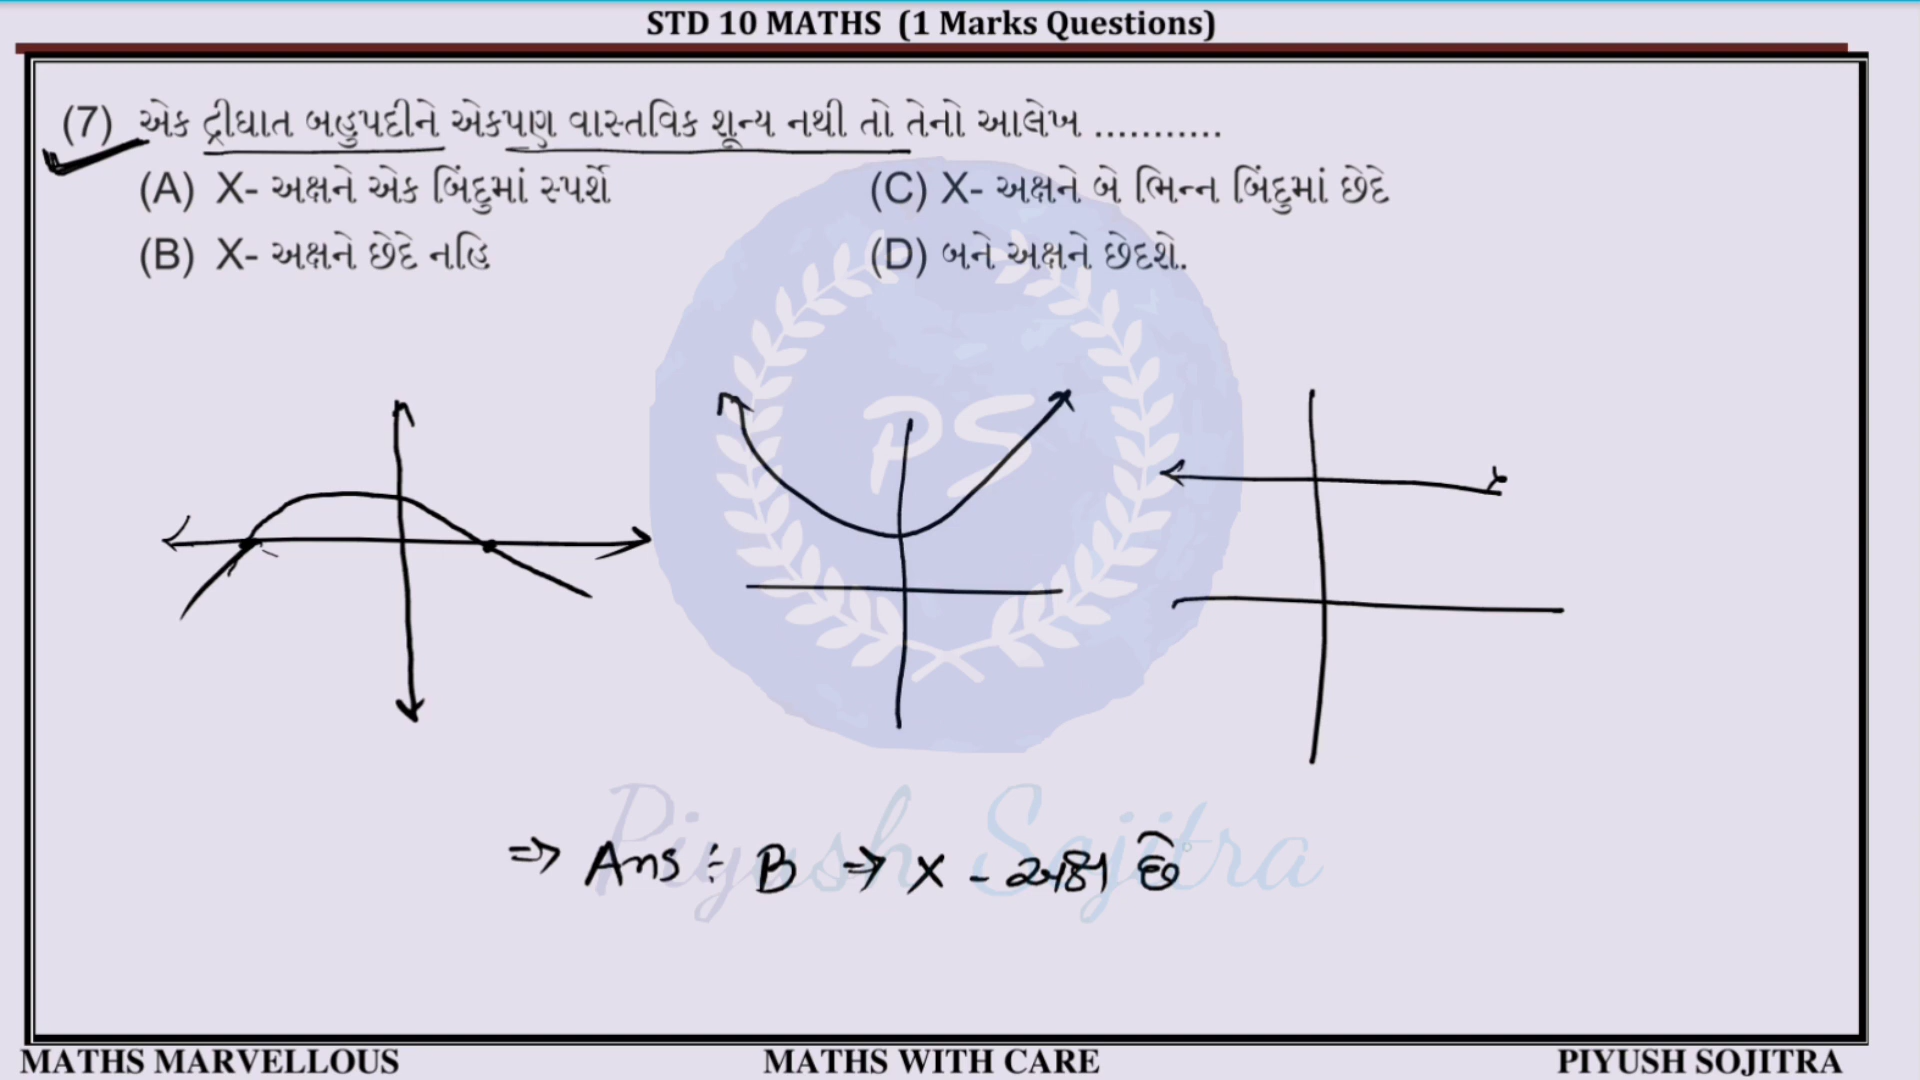 STD 10 MATHS (1 Marks Questions)
(7) એક દ્રીઘાત બહુપદીને એકપણ વાસ્તવિક શૂન્ય નથી તો તેનો આલેખ ...........
(A) X- અક્ષને એક બિંદુમાં સ્પર્શે (C) X- અક્ષને બે ભિન્ન બિંદુમાં છેદે
(B) X- અક્ષને છેદે નહિ (D) બને અક્ષને છેદશે.
PS
Piyush Sojitra
⇒ Ans : B ⇒ X - અક્ષને છે
MATHS MARVELLOUS MATHS WITH CARE PIYUSH SOJITRA